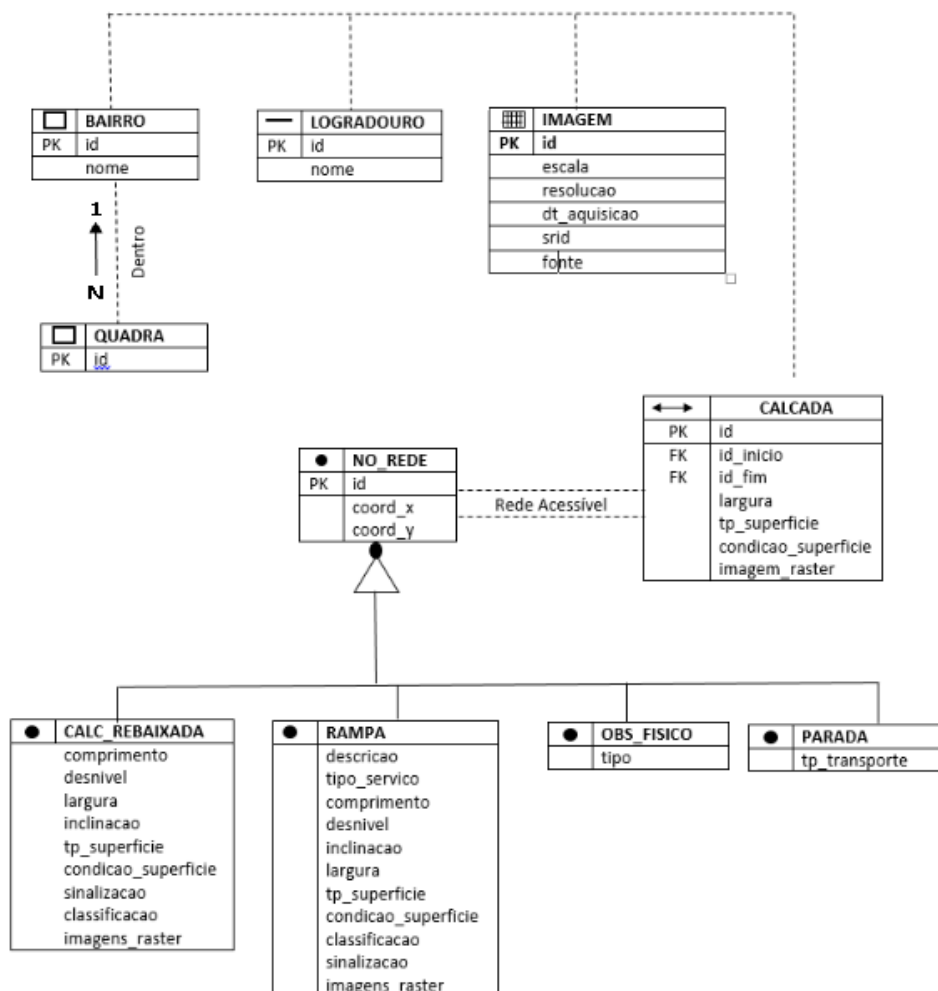 BAIRRO
PK id
nome
LOGRADOURO
PK id
nome
IMAGEM
PK id
escala
resolucao
dt_aquisicao
srid
fonte
1
N
Dentro
QUADRA
PK id
CALCADA
PK id
FK id_inicio
FK id_fim
largura
tp_superficie
condicao_superficie
imagem_raster
NO_REDE
PK id
coord_x
coord_y
Rede Acessível
CALC_REBAIXADA
comprimento
desnivel
largura
inclinacao
tp_superficie
condicao_superficie
sinalizacao
classificacao
imagens_raster
RAMPA
descricao
tipo_servico
comprimento
desnivel
inclinacao
largura
tp_superficie
condicao_superficie
classificacao
sinalizacao
imagens_raster
OBS_FISICO
tipo
PARADA
tp_transporte